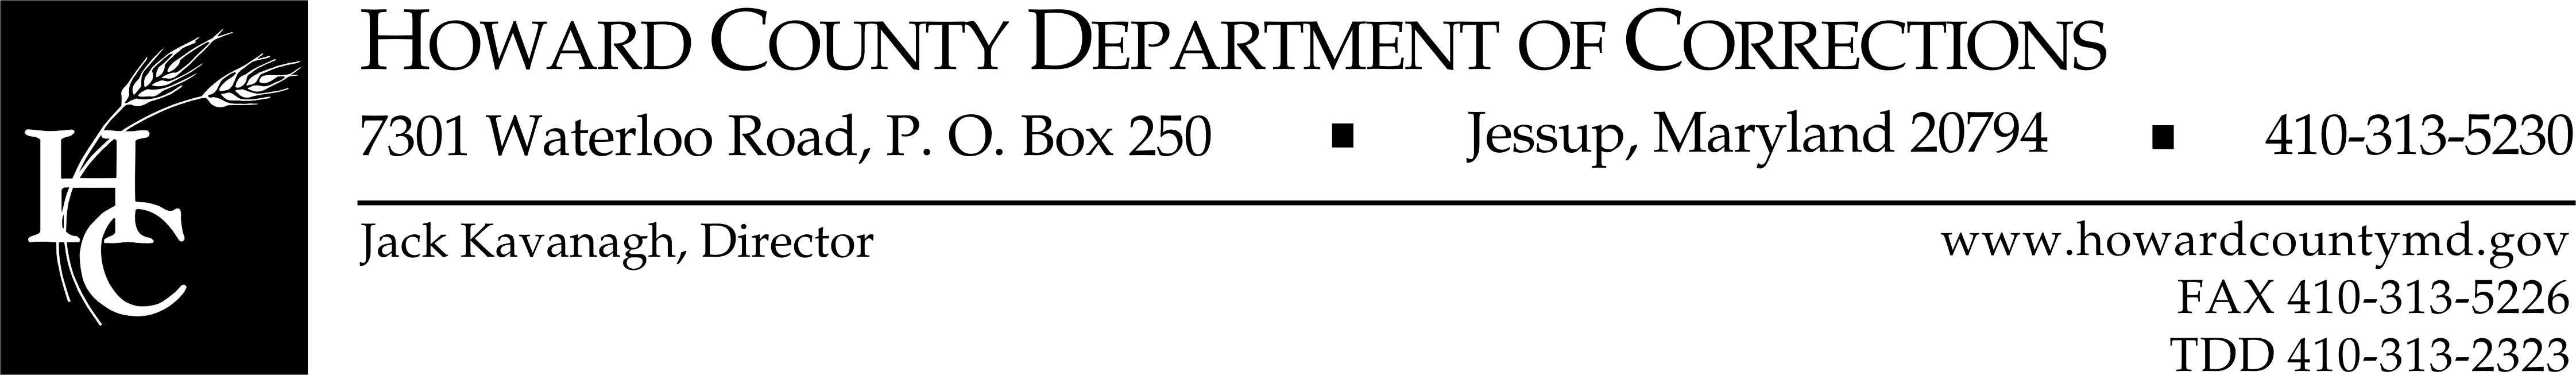 HC
HOWARD COUNTY DEPARTMENT OF CORRECTIONS
7301 Waterloo Road, P. O. Box 250 ■ Jessup, Maryland 20794 ■ 410-313-5230
Jack Kavanagh, Director www.howardcountymd.gov
FAX 410-313-5226
TDD 410-313-2323